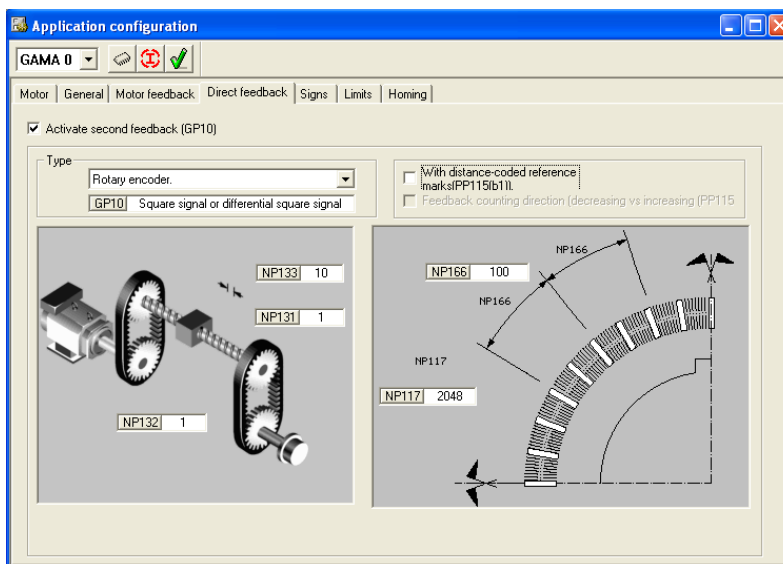 Application configuration
GAMA 0
Motor General Motor feedback Direct feedback Signs Limits Homing
Activate second feedback (GP10)
Type
Rotary encoder.
GP10 Square signal or differential square signal
With distance-coded reference
marks(PP115(b1)).
Feedback counting direction (decreasing vs increasing (PP115
NP133 10
NP131 1
NP132 1
NP166
NP166 100
NP166
NP117
NP117 2048